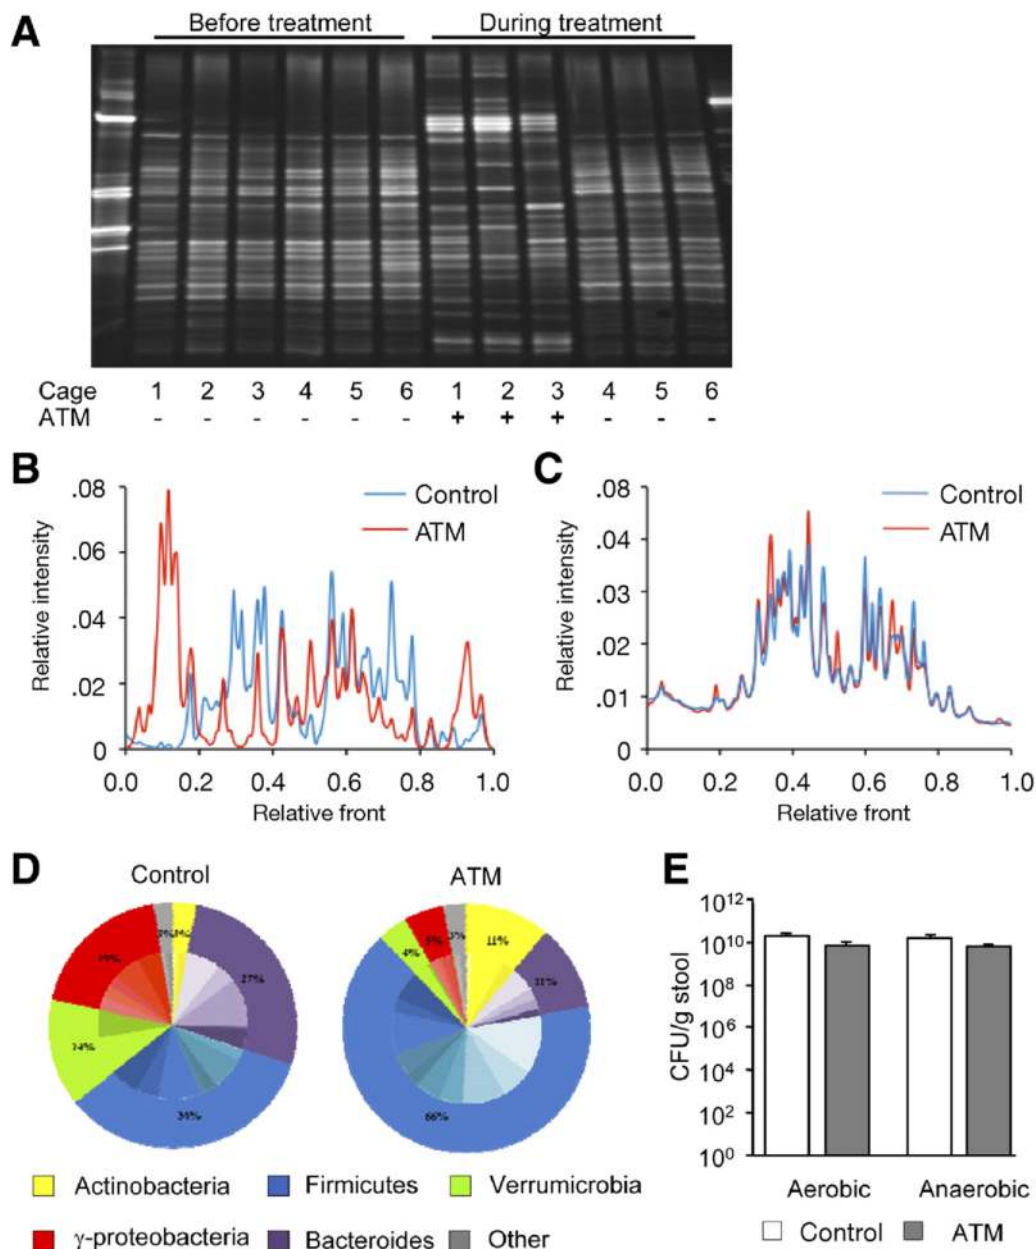 A
Before treatment During treatment
Cage 1 2 3 4 5 6 1 2 3 4 5 6
ATM - - - - - - + + + - - -
B
.08
.06
.04
.02
0
Relative intensity
0.0 0.2 0.4 0.6 0.8 1.0
Relative front
Control
ATM
C
.08
.04
.03
.02
.01
0
Relative intensity
0.0 0.2 0.4 0.6 0.8 1.0
Relative front
Control
ATM
D
Control
27%
ATM
11%
4%
3%
66%
Actinobacteria Firmicutes Verrumicrobia
γ-proteobacteria Bacteroides Other
E
10¹²
10¹⁰
10⁸
10⁶
10⁴
10²
10⁰
CFU/g stool
Aerobic Anaerobic
Control ATM